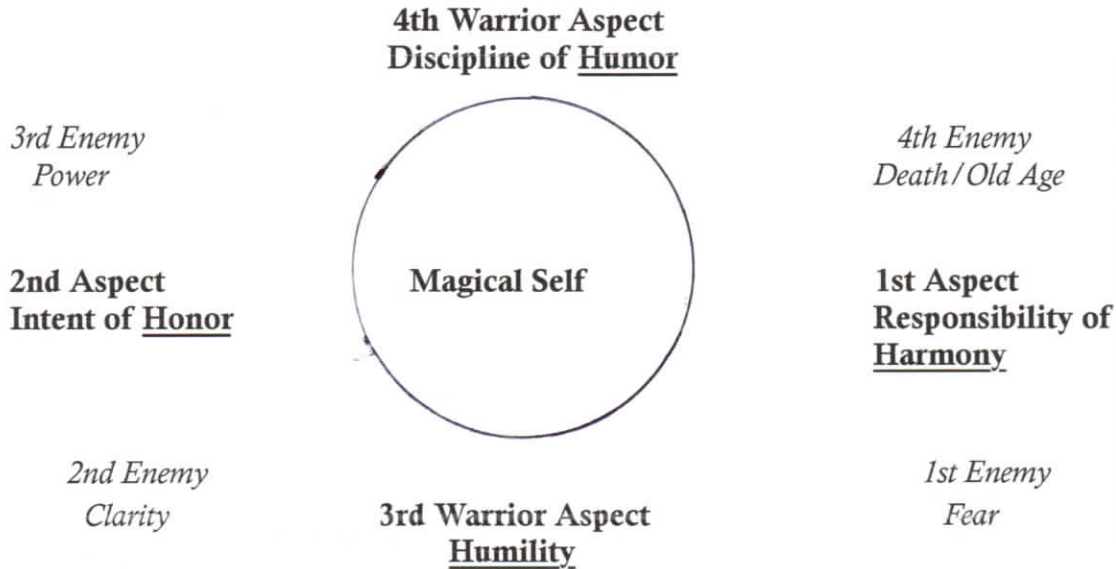 4th Warrior Aspect
Discipline of Humor
3rd Enemy
Power
4th Enemy
Death/Old Age
2nd Aspect
Intent of Honor
Magical Self
1st Aspect
Responsibility of
Harmony
2nd Enemy
Clarity
3rd Warrior Aspect
Humility
1st Enemy
Fear